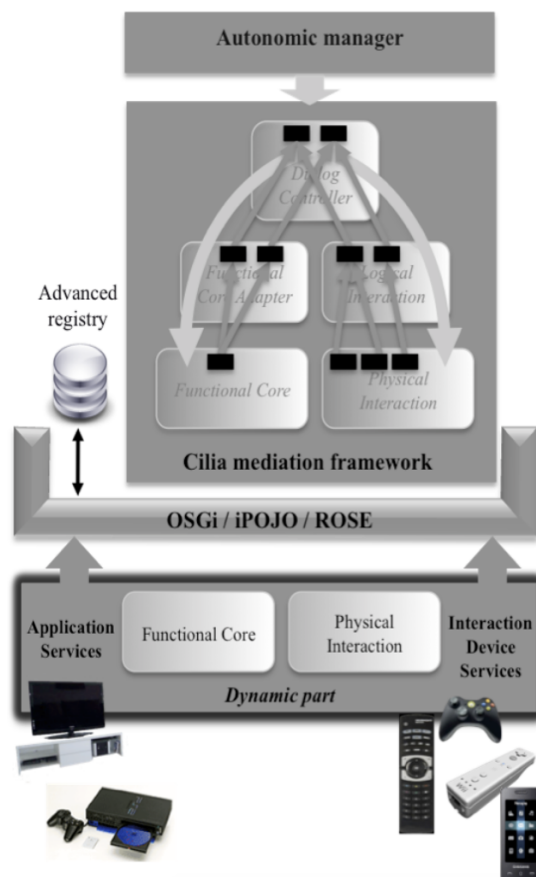 Autonomic manager
Dialog
Controller
Functional
Core Adapter
Logical
Interaction
Advanced
registry
Functional Core
Physical
Interaction
Cilia mediation framework
OSGi / iPOJO / ROSE
Application
Services
Functional Core
Physical
Interaction
Interaction
Device
Services
Dynamic part